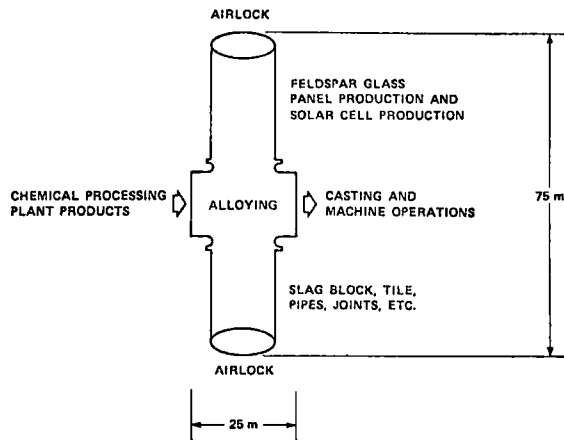 AIRLOCK
FELDSPAR GLASS
PANEL PRODUCTION AND
SOLAR CELL PRODUCTION
CHEMICAL PROCESSING
PLANT PRODUCTS
ALLOYING
CASTING AND
MACHINE OPERATIONS
75 m
SLAG BLOCK, TILE,
PIPES, JOINTS, ETC.
AIRLOCK
25 m